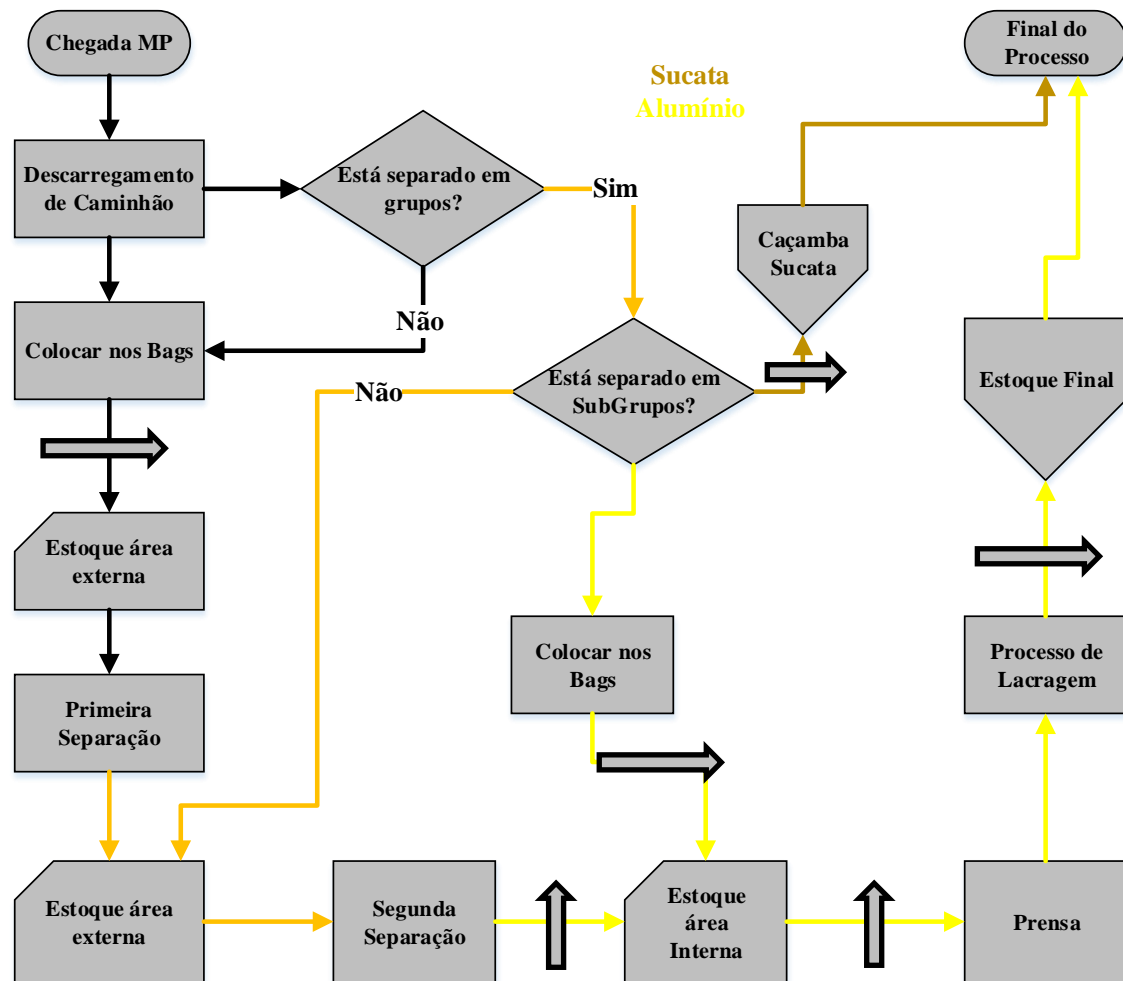 Chegada MP
Final do
Processo
Sucata
Alumínio
Descarregamento
de Caminhão
Está separado em
grupos?
Sim
Caçamba
Sucata
Não
Colocar nos Bags
Está separado em
SubGrupos?
Não
Estoque Final
Estoque área
externa
Colocar nos
Bags
Processo de
Lacragem
Primeira
Separação
Estoque área
externa
Segunda
Separação
Estoque
área
Interna
Prensa